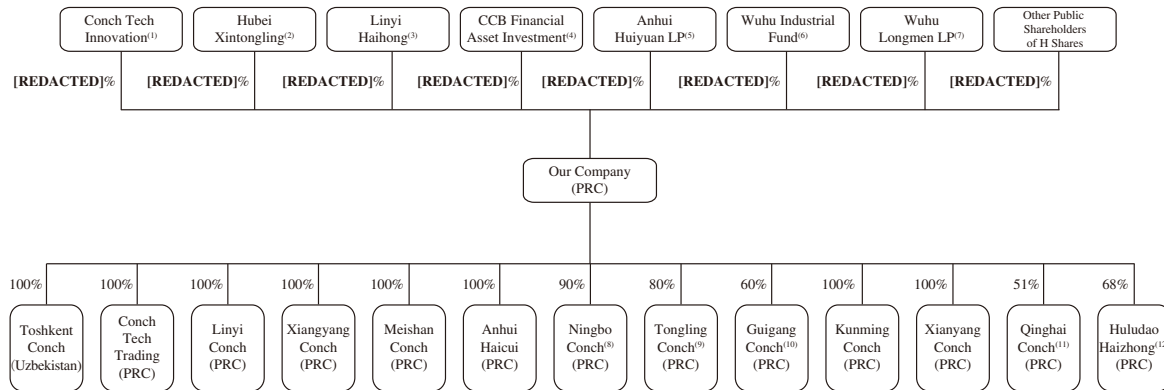 Conch Tech
Innovation(1)
Hubei
Xintongling(2)
Linyi
Haihong(3)
CCB Financial
Asset Investment(4)
Anhui
Huiyuan LP(5)
Wuhu Industrial
Fund(6)
Wuhu
Longmen LP(7)
Other Public
Shareholders
of H Shares
[REDACTED]%
[REDACTED]%
[REDACTED]%
[REDACTED]%
[REDACTED]%
[REDACTED]%
[REDACTED]%
[REDACTED]%
Our Company
(PRC)
100%
100%
100%
100%
100%
100%
90%
80%
60%
100%
100%
51%
68%
Toshkent
Conch
(Uzbekistan)
Conch
Tech
Trading
(PRC)
Linyi
Conch
(PRC)
Xiangyang
Conch
(PRC)
Meishan
Conch
(PRC)
Anhui
Haicui
(PRC)
Ningbo
Conch(8)
(PRC)
Tongling
Conch(9)
(PRC)
Guigang
Conch(10)
(PRC)
Kunming
Conch
(PRC)
Xianyang
Conch
(PRC)
Qinghai
Conch(11)
(PRC)
Huludao
Haizhong(12)
(PRC)